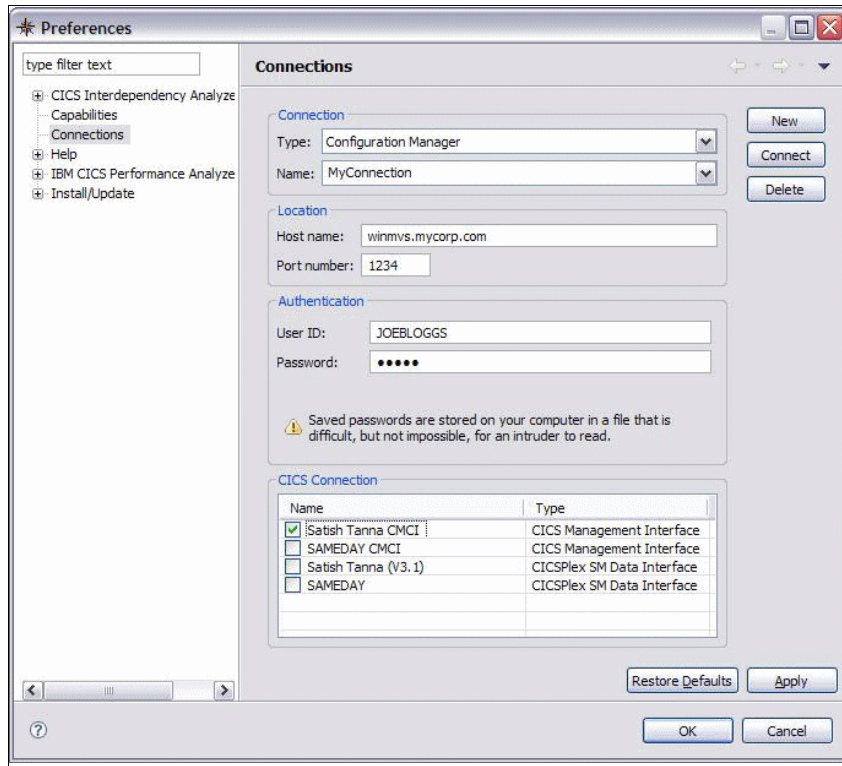 Preferences
type filter text
CICS Interdependency Analyze
Capabilities
Connections
Help
IBM CICS Performance Analyze
Install/Update
Connections
Connection
Type: Configuration Manager
Name: MyConnection
New
Connect
Delete
Location
Host name: winmvs.mycorp.com
Port number: 1234
Authentication
User ID: JOEBLOGGS
Password: •••••
Saved passwords are stored on your computer in a file that is
difficult, but not impossible, for an intruder to read.
CICS Connection
Name Type
Satish Tanna CMCI CICS Management Interface
SAMEDAY CMCI CICS Management Interface
Satish Tanna (V3.1) CICSPlex SM Data Interface
SAMEDAY CICSPlex SM Data Interface
Restore Defaults Apply
? OK Cancel